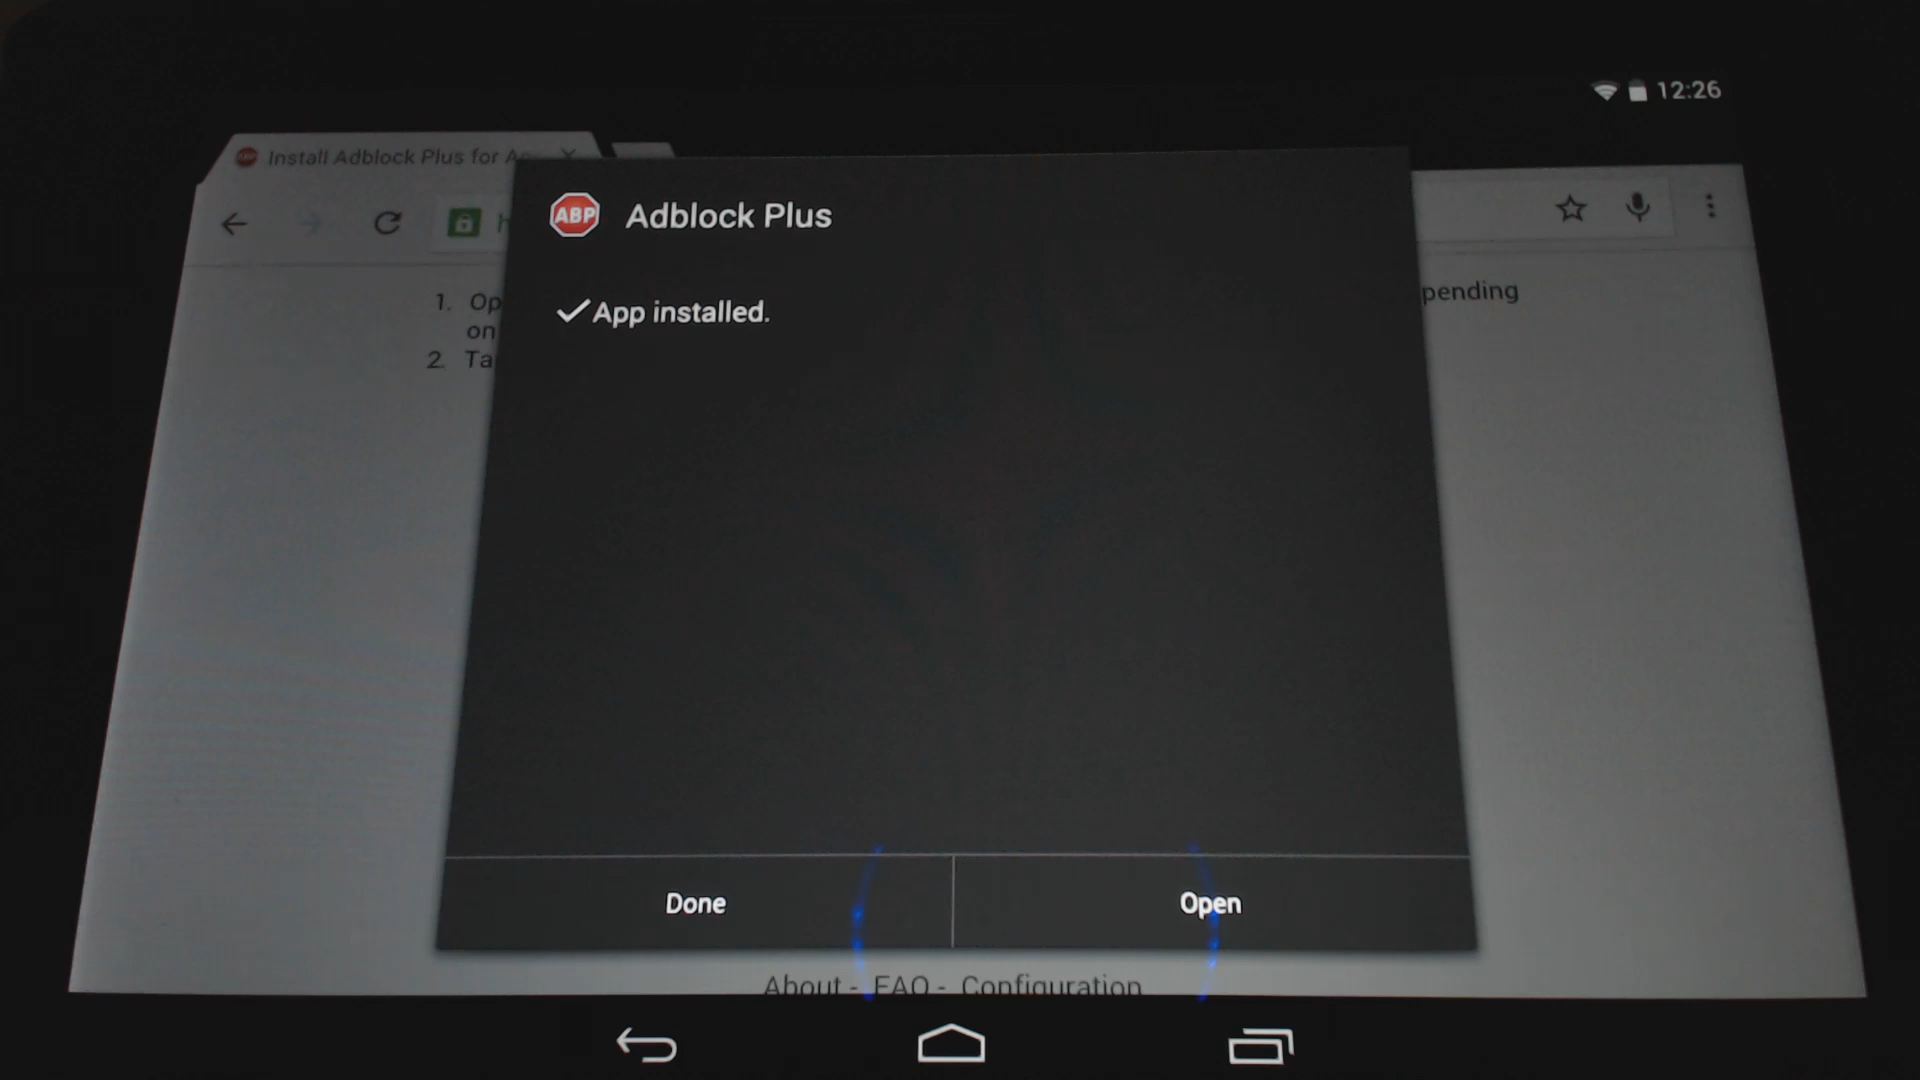 12:26
Install Adblock Plus for
ABP Adblock Plus
App installed.
1. Op
on
2. Ta
pending
Done
Open
About - FAQ - Configuration